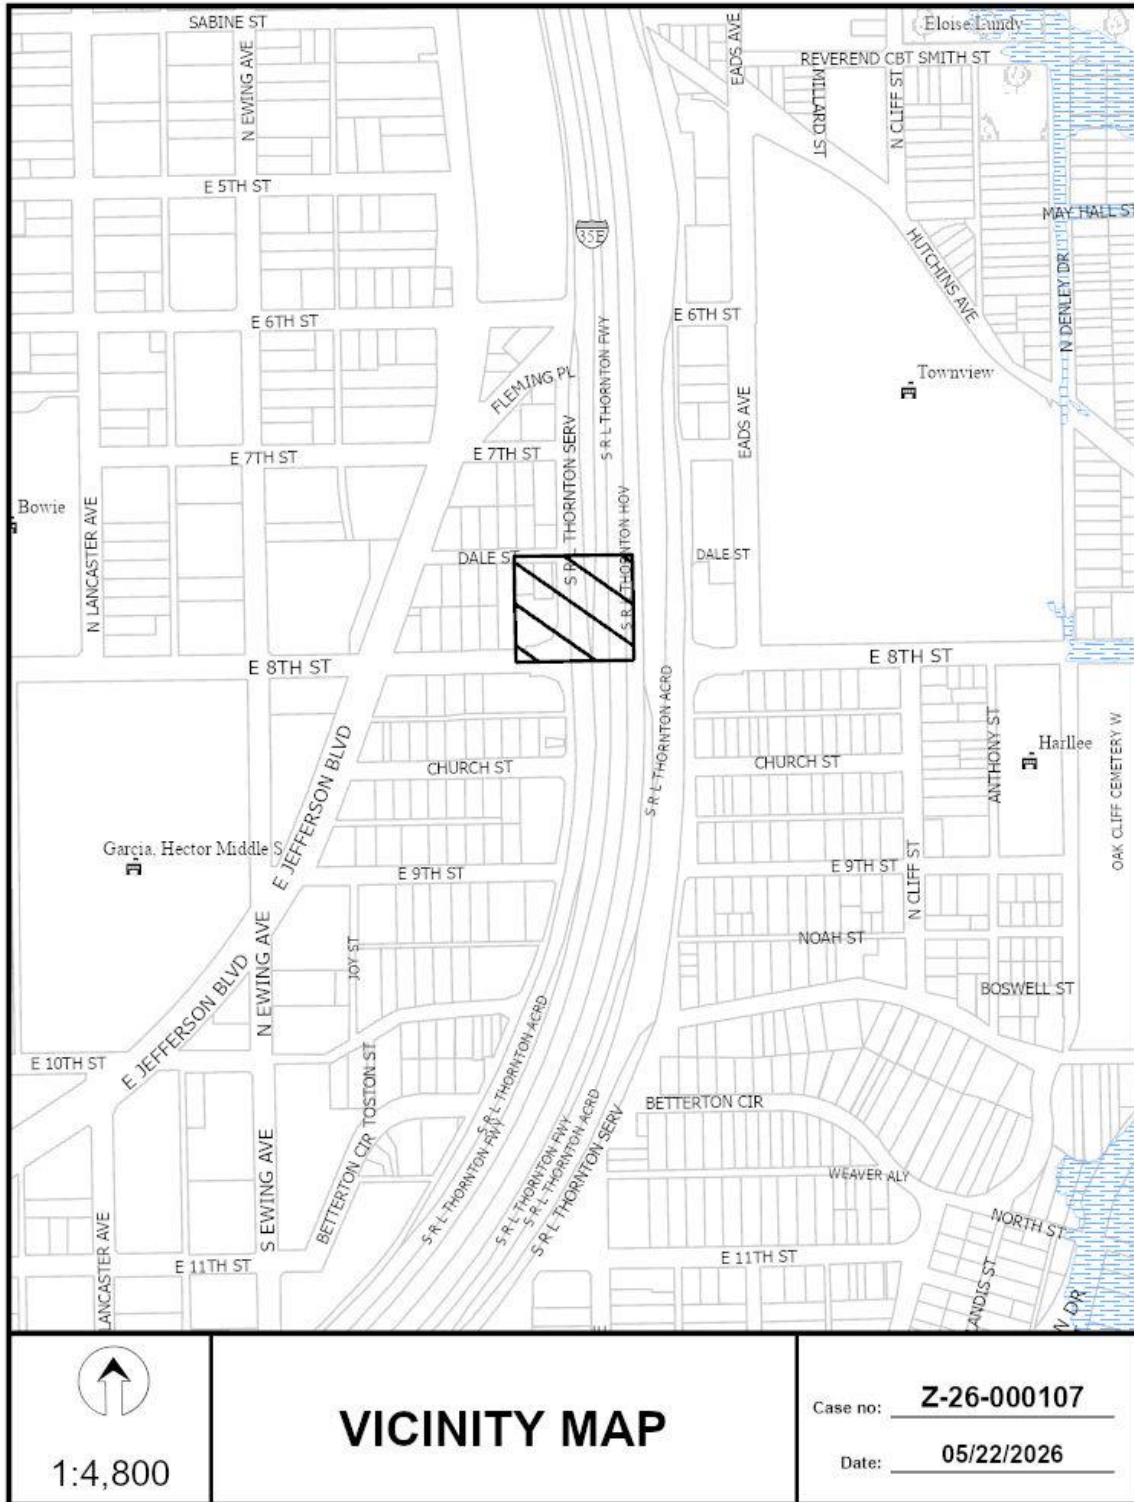 SABINE ST
EADS AVE
Eloise Lundy
REVEREND CBT SMITH ST
N EWING AVE
MILLARD ST
N CLIFF ST
E 5TH ST
MAY HALL ST
35E
HUTCHINS AVE
N DENLEY DR
E 6TH ST
E 6TH ST
S R L THORNTON FWY
FLEMING PL
Townview
EADS AVE
S R L THORNTON SERV
E 7TH ST
E 7TH ST
Bowie
N LANCASTER AVE
S R L THORNTON HOV
DALE ST
DALE ST
E 8TH ST
E 8TH ST
S R L THORNTON ACRD
ANTHONY ST
Harllee
OAK CLIFF CEMETERY W
E JEFFERSON BLVD
CHURCH ST
CHURCH ST
Garcia, Hector Middle S
E 9TH ST
E 9TH ST
N CLIFF ST
N EWING AVE
JOY ST
NOAH ST
E JEFFERSON BLVD
BOSWELL ST
E 10TH ST
S R L THORNTON ACRD
TOSTON ST
BETTERTON CIR
BETTERTON CIR
S R L THORNTON FWY
S R L THORNTON FWY
S R L THORNTON ACRD
S R L THORNTON SERV
WEAVER ALY
S EWING AVE
LANCASTER AVE
NORTH ST
E 11TH ST
E 11TH ST
LANDIS ST
W DR
1:4,800
VICINITY MAP
Case no: Z-26-000107
Date: 05/22/2026